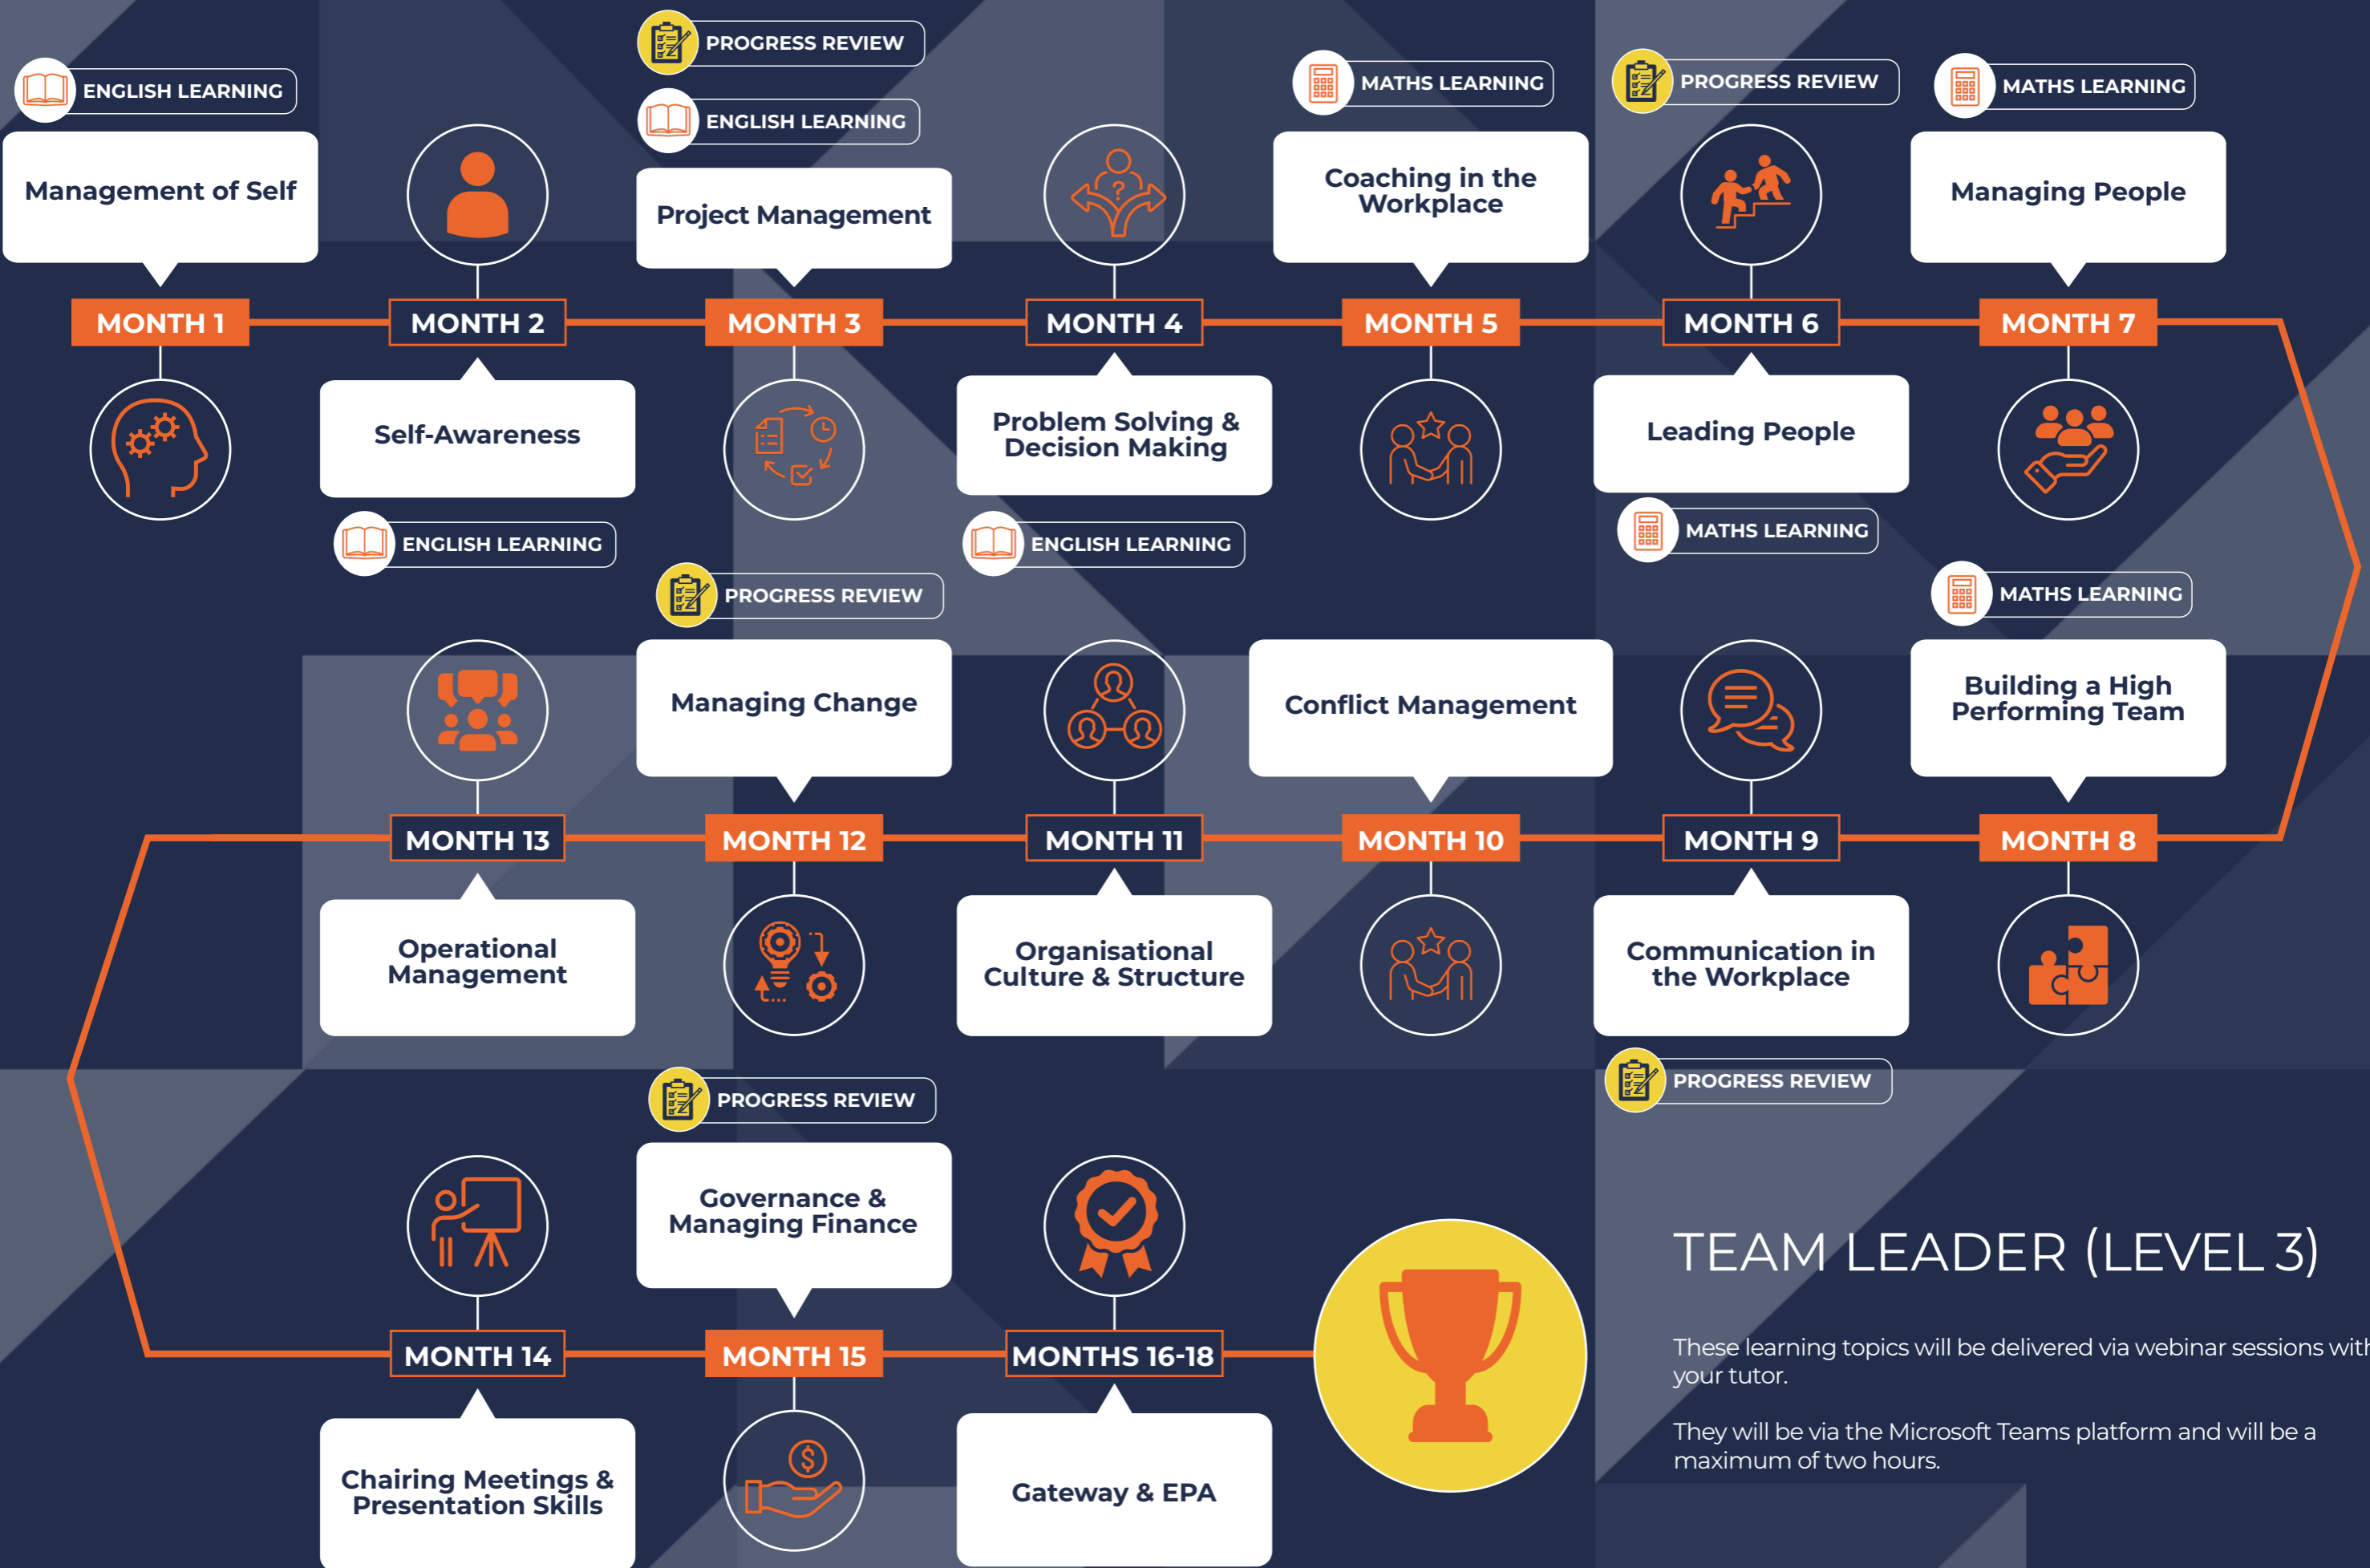 ENGLISH LEARNING
Management of Self
MONTH 1
MONTH 2
Self-Awareness
ENGLISH LEARNING
PROGRESS REVIEW
ENGLISH LEARNING
Project Management
MONTH 3
?
MONTH 4
Problem Solving &
Decision Making
ENGLISH LEARNING
MATHS LEARNING
Coaching in the
Workplace
MONTH 5
PROGRESS REVIEW
MONTH 6
Leading People
MATHS LEARNING
MATHS LEARNING
Managing People
MONTH 7
MATHS LEARNING
Building a High
Performing Team
MONTH 8
MONTH 9
Communication in
the Workplace
PROGRESS REVIEW
Conflict Management
MONTH 10
MONTH 11
Organisational
Culture & Structure
PROGRESS REVIEW
Managing Change
MONTH 12
MONTH 13
Operational
Management
MONTH 14
Chairing Meetings &
Presentation Skills
PROGRESS REVIEW
Governance &
Managing Finance
MONTH 15
$
MONTHS 16-18
Gateway & EPA
TEAM LEADER (LEVEL 3)
These learning topics will be delivered via webinar sessions with
your tutor.
They will be via the Microsoft Teams platform and will be a
maximum of two hours.